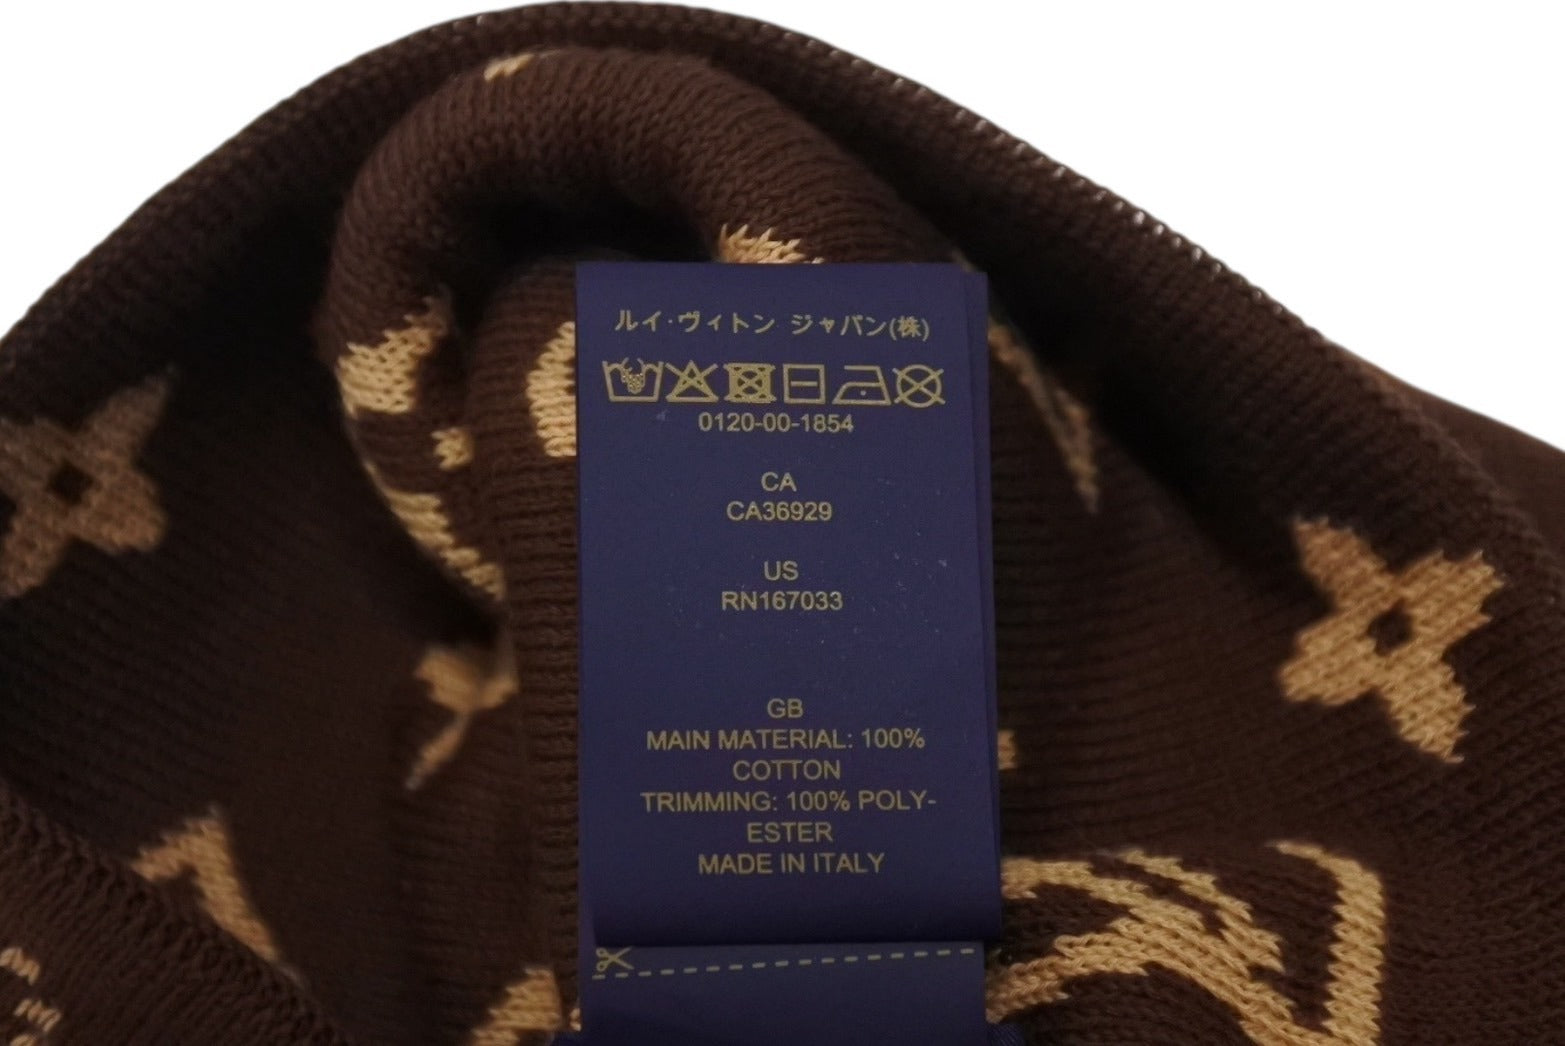 ルイ・ヴィトン ジャパン(株)
0120-00-1854
CA
CA36929
US
RN167033
GB
MAIN MATERIAL: 100%
COTTON
TRIMMING: 100% POLY-
ESTER
MADE IN ITALY